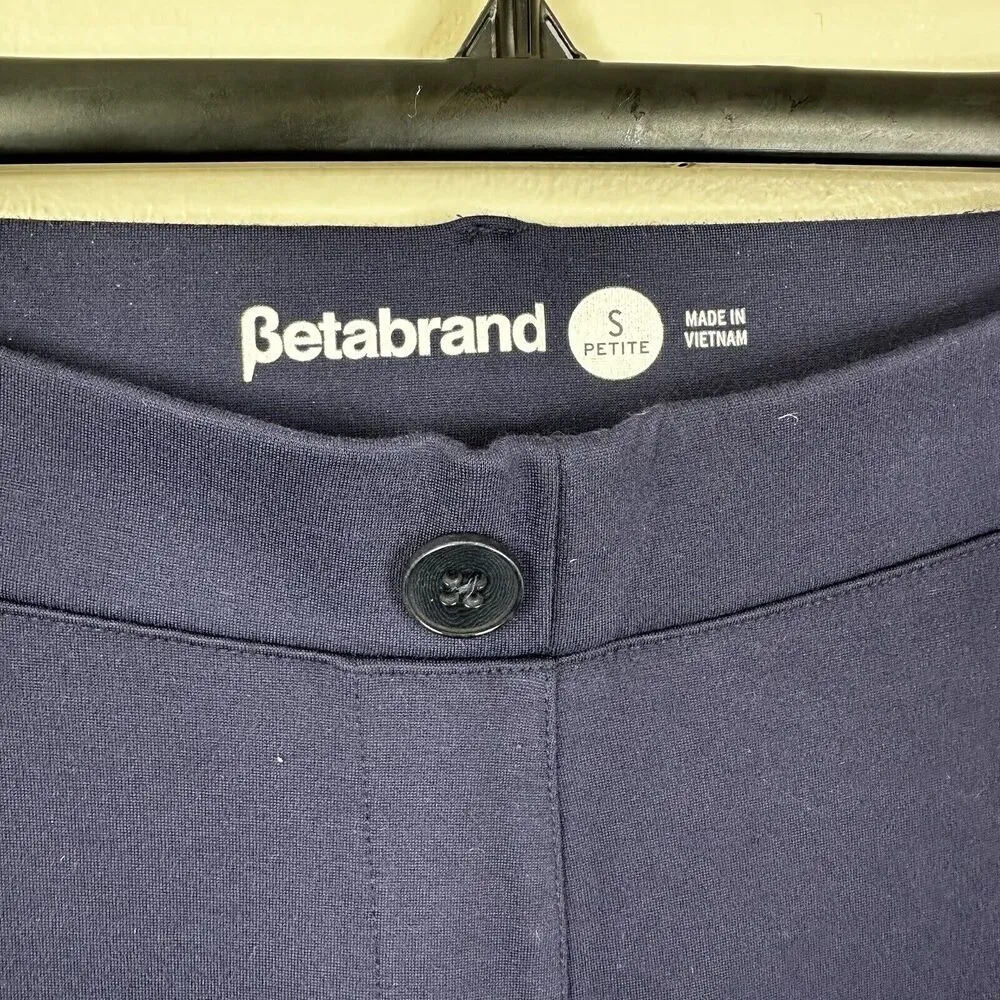 βetabrand
S
PETITE
MADE IN
VIETNAM